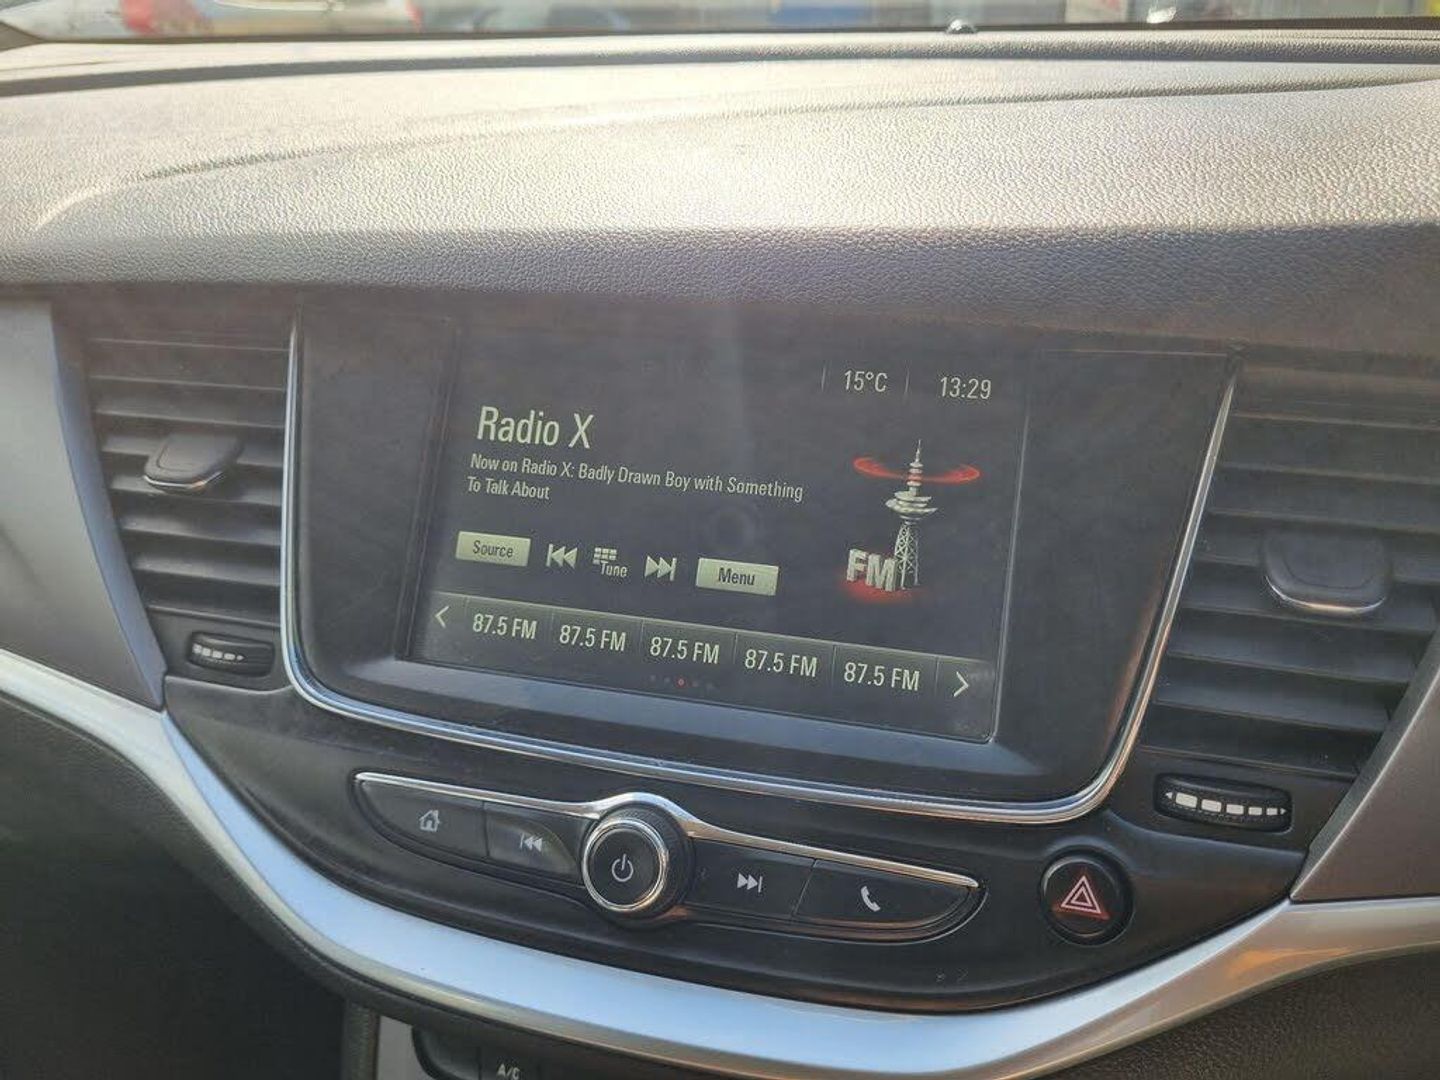 15°C 13:29
Radio X
Now on Radio X: Badly Drawn Boy with Something
To Talk About
Source Tune Menu
FM
87.5 FM 87.5 FM 87.5 FM 87.5 FM 87.5 FM
A/C